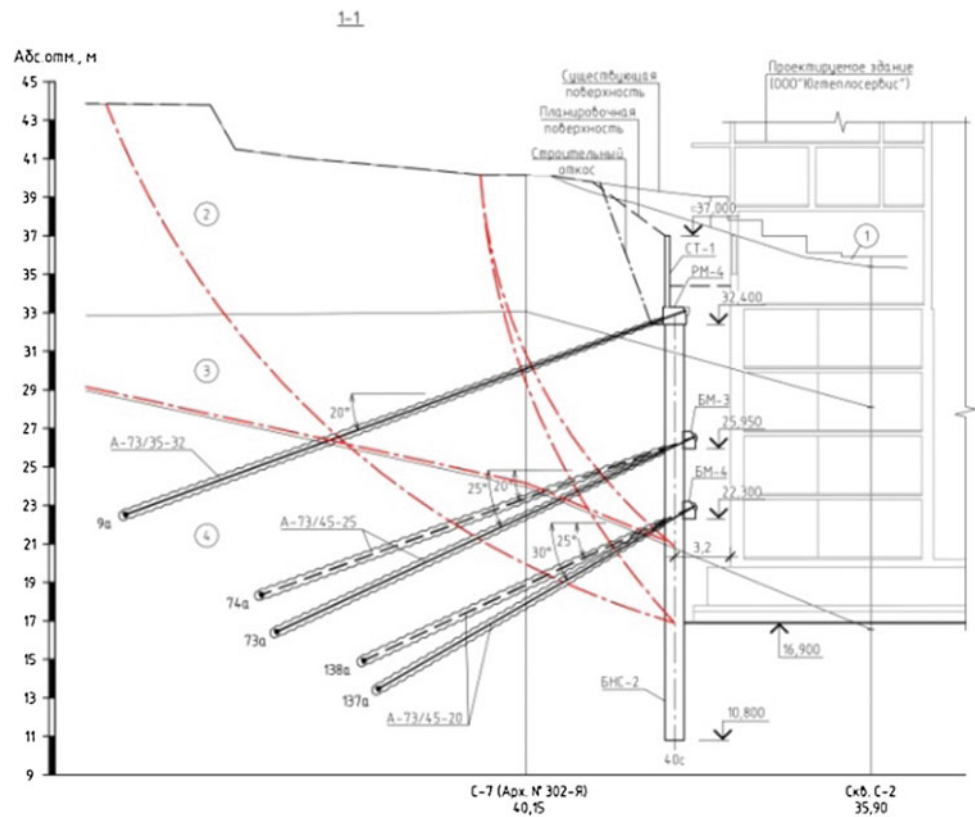 1-1
Абс.отм., м
45
43
41
39
37
35
33
31
29
27
25
23
21
19
17
15
13
11
9
Существующая
поверхность
Планировочная
поверхность
Строительный
откос
Проектируемое здание
(ООО"Югтеплосервис")
≈37,000
1
СТ-1
РМ-4
32,400
2
3
4
20°
А-73/35-32
9а
БМ-3
25,950
БМ-4
22,300
25°
20°
А-73/45-25
30°
25°
3,2
74а
73а
138а
137а
А-73/45-20
16,900
БНС-2
10,800
40с
С-7 (Арх. № 302-Я)
40,15
Скв. С-2
35,90